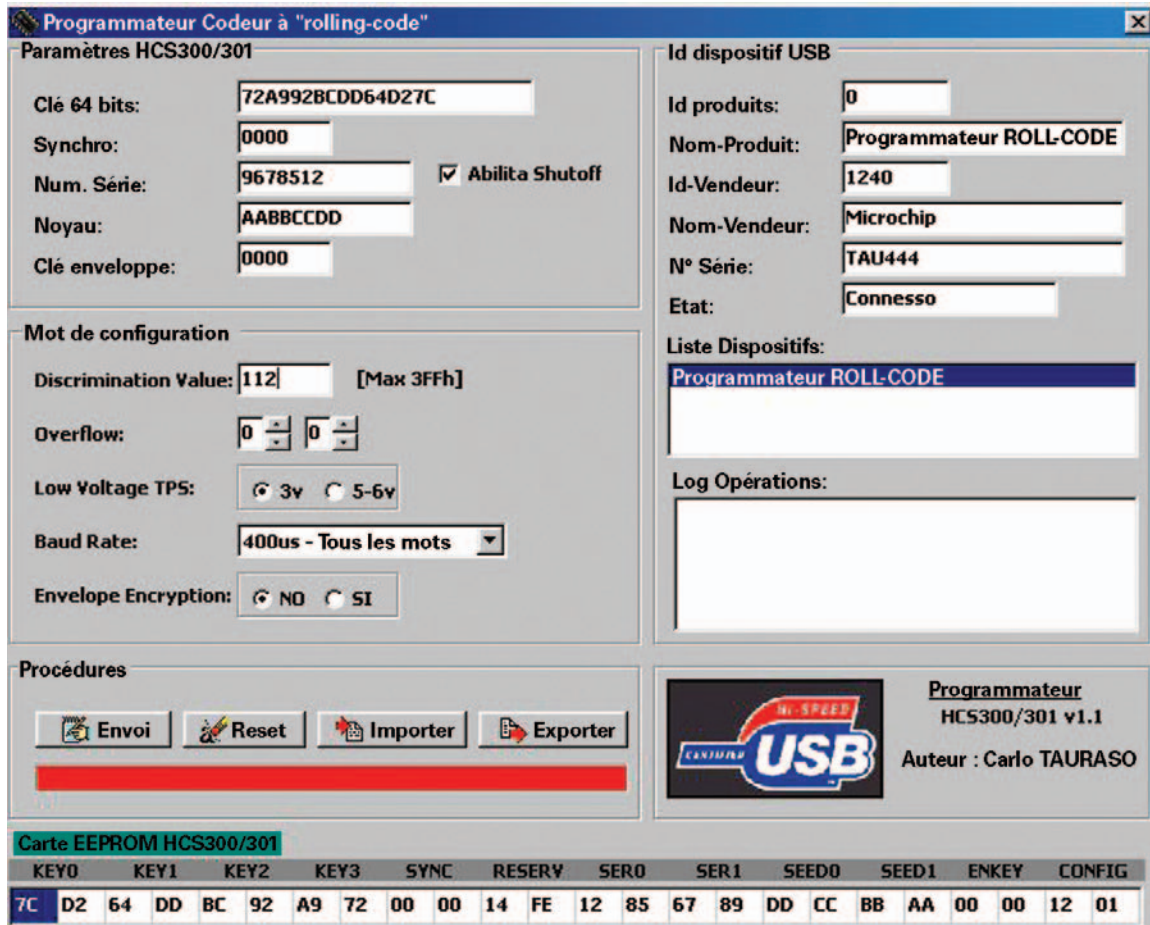 Programmateur Codeur à "rolling-code"
Paramètres HCS300/301
Clé 64 bits: 72A992BCDD64D27C
Synchro: 0000
Num. Série: 9678512 Abilita Shutoff
Noyau: AABBCCDD
Clé enveloppe: 0000
Mot de configuration
Discrimination Value: 112 [Max 3FFh]
Overflow: 0 0
Low Voltage TPS: 3v 5-6v
Baud Rate: 400us - Tous les mots
Envelope Encryption: NO SI
Procédures
Envoi Reset Importer Exporter
Id dispositif USB
Id produits: 0
Nom-Produit: Programmateur ROLL-CODE
Id-Vendeur: 1240
Nom-Vendeur: Microchip
N° Série: TAU444
Etat: Connesso
Liste Dispositifs:
Programmateur ROLL-CODE
Log Opérations:
HI-SPEED
CERTIFIED USB
Programmateur
HCS300/301 v1.1
Auteur : Carlo TAURASO
Carte EEPROM HCS300/301
KEY0 KEY1 KEY2 KEY3 SYNC RESERV SER0 SER1 SEED0 SEED1 ENKEY CONFIG
7C D2 64 DD BC 92 A9 72 00 00 14 FE 12 85 67 89 DD CC BB AA 00 00 12 01